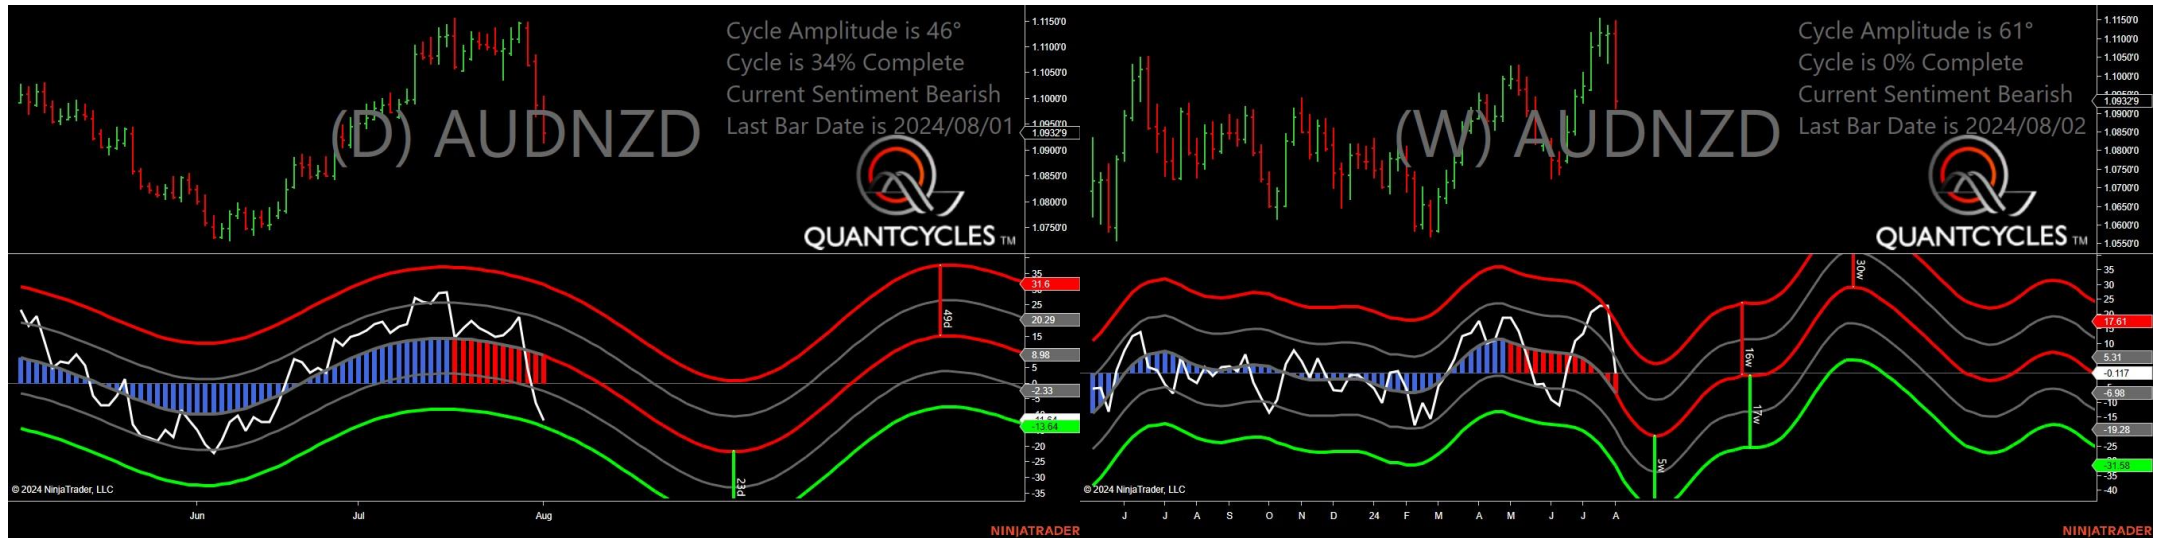 Cycle Amplitude is 46°
Cycle is 34% Complete
Current Sentiment Bearish
Last Bar Date is 2024/08/01
(D) AUDNZD
QUANTCYCLES TM
1.1150'0
1.1100'0
1.1050'0
1.1000'0
1.0932'9
1.0900'0
1.0850'0
1.0800'0
1.0750'0
35
31.6
25
20.29
15
8.98
5
-2.33
-5
-13.64
-20
-25
-30
-35
49d
23d
© 2024 NinjaTrader, LLC
Jun Jul Aug
NINJATRADER
Cycle Amplitude is 61°
Cycle is 0% Complete
Current Sentiment Bearish
Last Bar Date is 2024/08/02
(W) AUDNZD
QUANTCYCLES TM
1.1150'0
1.1100'0
1.1050'0
1.1000'0
1.0932'9
1.0900'0
1.0850'0
1.0800'0
1.0750'0
1.0700'0
1.0650'0
1.0600'0
1.0550'0
35
30
25
17.61
10
5.31
-0.117
-6.98
-10
-15
-19.28
-25
-31.58
-35
-40
30w
16w
17w
5w
© 2024 NinjaTrader, LLC
J J A S O N D 24 F M A M J J A
NINJATRADER